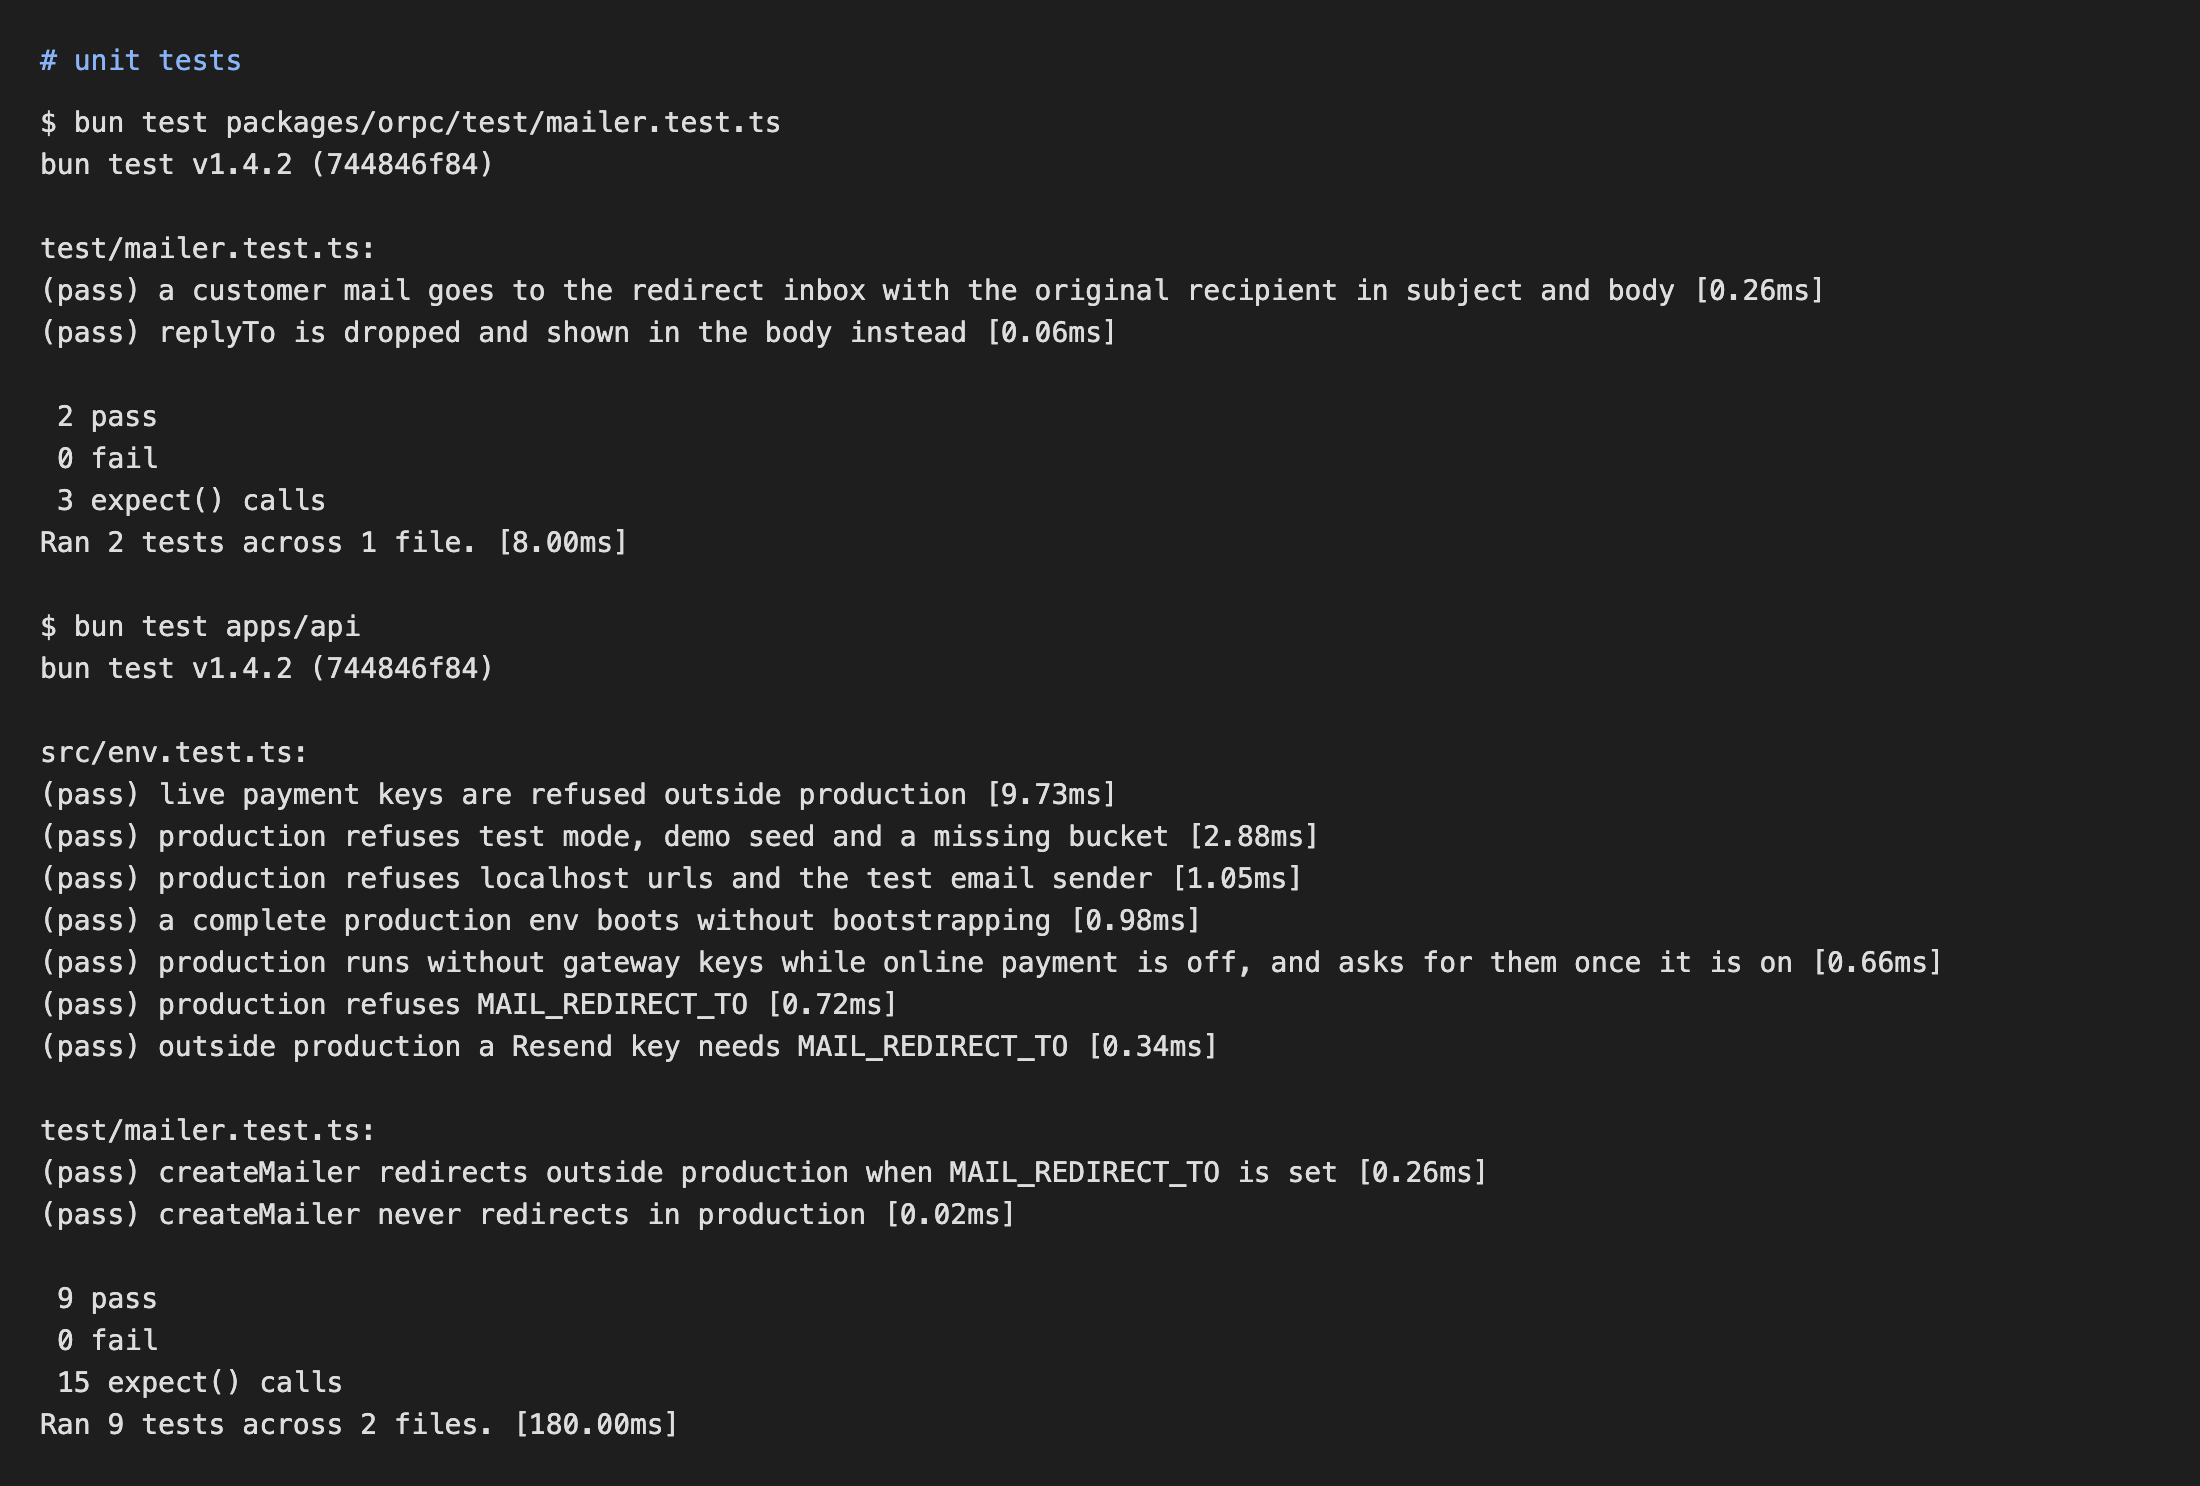 # unit tests
$ bun test packages/orpc/test/mailer.test.ts
bun test v1.4.2 (744846f84)
test/mailer.test.ts:
(pass) a customer mail goes to the redirect inbox with the original recipient in subject and body [0.26ms]
(pass) replyTo is dropped and shown in the body instead [0.06ms]
2 pass
0 fail
3 expect() calls
Ran 2 tests across 1 file. [8.00ms]
$ bun test apps/api
bun test v1.4.2 (744846f84)
src/env.test.ts:
(pass) live payment keys are refused outside production [9.73ms]
(pass) production refuses test mode, demo seed and a missing bucket [2.88ms]
(pass) production refuses localhost urls and the test email sender [1.05ms]
(pass) a complete production env boots without bootstrapping [0.98ms]
(pass) production runs without gateway keys while online payment is off, and asks for them once it is on [0.66ms]
(pass) production refuses MAIL_REDIRECT_TO [0.72ms]
(pass) outside production a Resend key needs MAIL_REDIRECT_TO [0.34ms]
test/mailer.test.ts:
(pass) createMailer redirects outside production when MAIL_REDIRECT_TO is set [0.26ms]
(pass) createMailer never redirects in production [0.02ms]
9 pass
0 fail
15 expect() calls
Ran 9 tests across 2 files. [180.00ms]